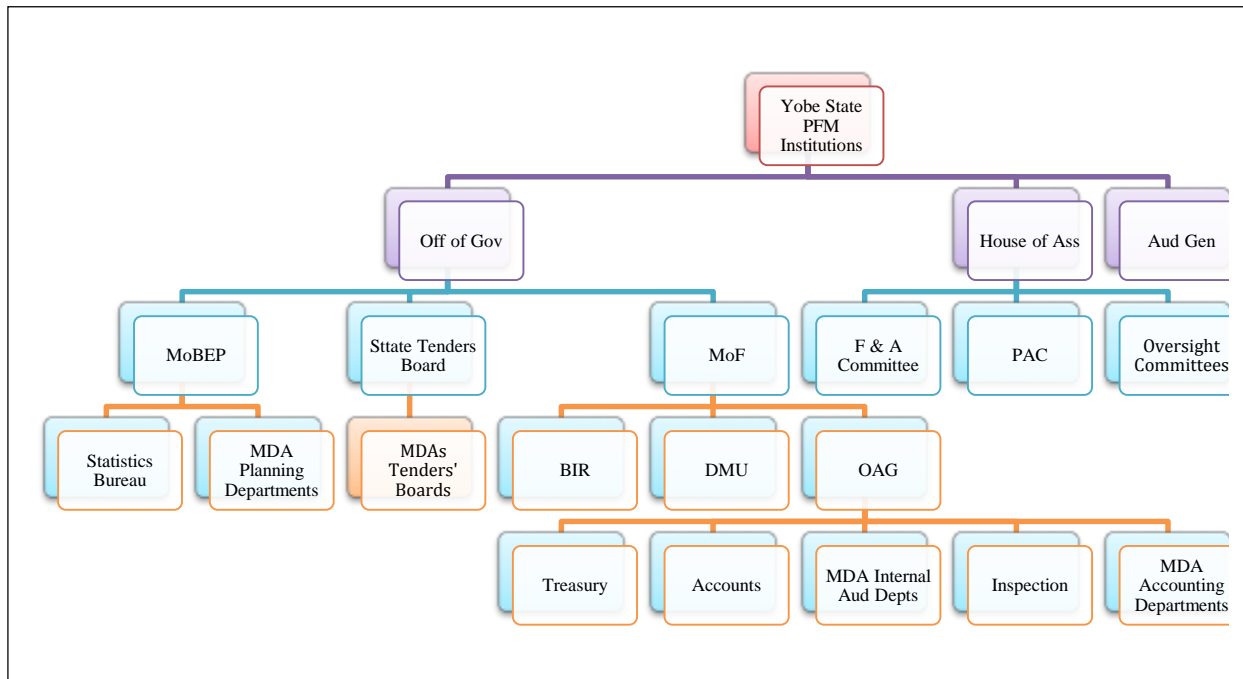 Yobe State
PFM
Institutions
Off of Gov
House of Ass
Aud Gen
MoBEP
Sttate Tenders
Board
MoF
F & A
Committee
PAC
Oversight
Committees
Statistics
Bureau
MDA
Planning
Departments
MDAs
Tenders'
Boards
BIR
DMU
OAG
Treasury
Accounts
MDA Internal
Aud Depts
Inspection
MDA
Accounting
Departments